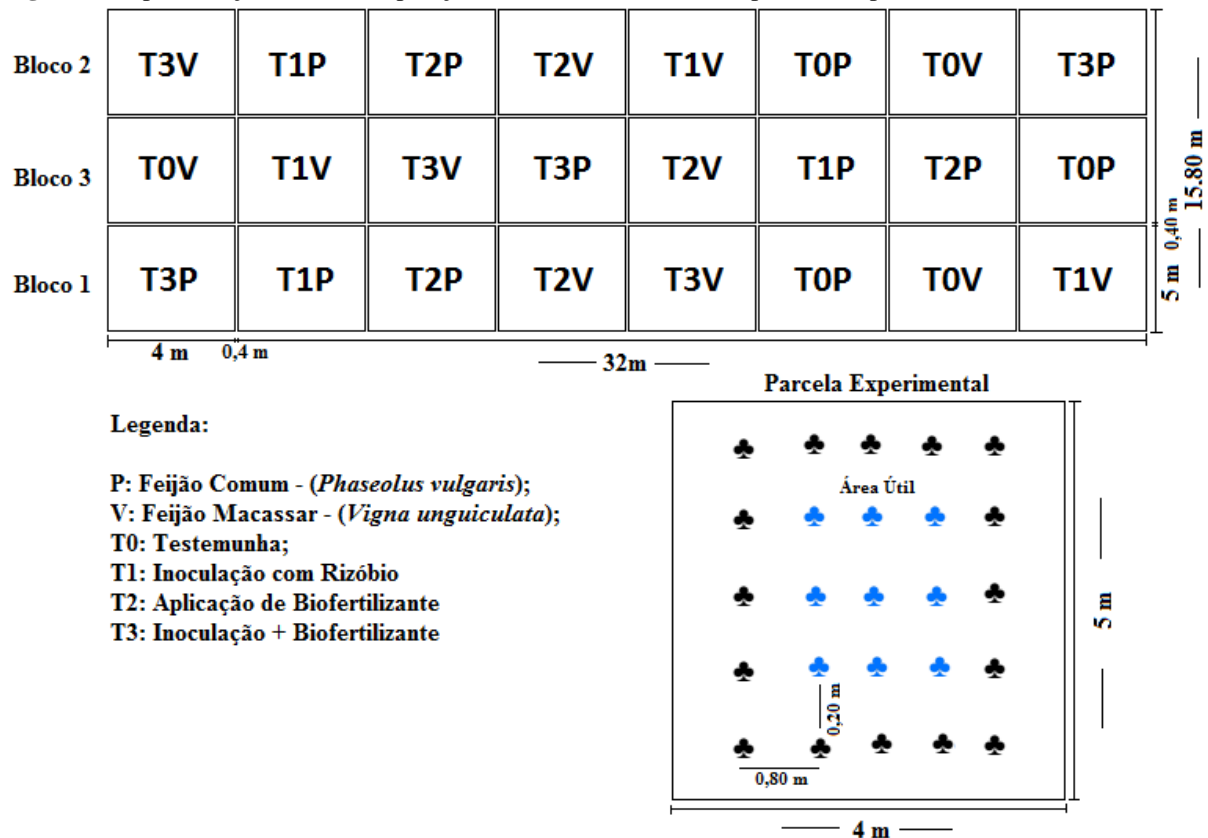 Bloco 2 T3V T1P T2P T2V T1V T0P T0V T3P
Bloco 3 T0V T1V T3V T3P T2V T1P T2P T0P
Bloco 1 T3P T1P T2P T2V T3V T0P T0V T1V
15.80 m
0,40 m
5 m
4 m 0,4 m
32m
Parcela Experimental
Legenda:
P: Feijão Comum - (Phaseolus vulgaris);
V: Feijão Macassar - (Vigna unguiculata);
T0: Testemunha;
T1: Inoculação com Rizóbio
T2: Aplicação de Biofertilizante
T3: Inoculação + Biofertilizante
Área Útil
5 m
0,20 m
0,80 m
4 m